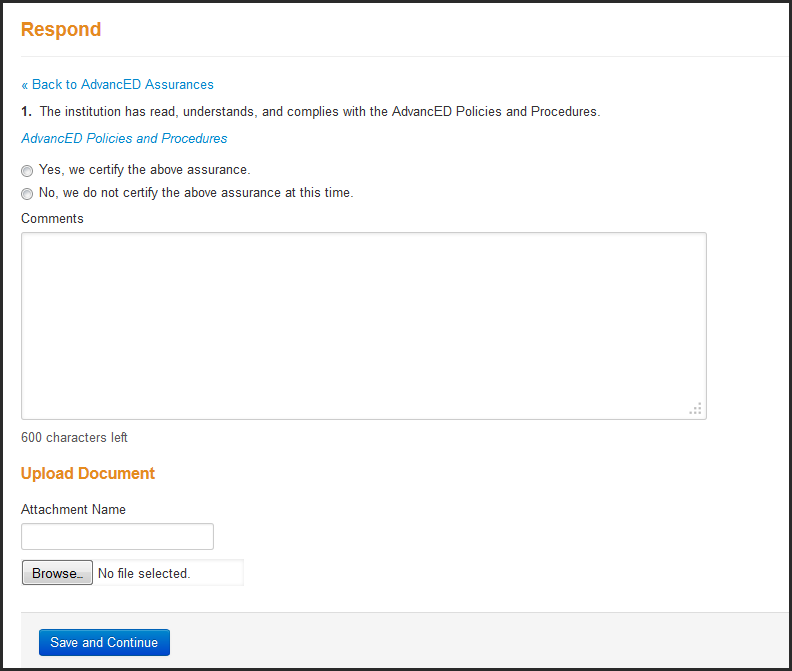 Respond
« Back to AdvancED Assurances
1. The institution has read, understands, and complies with the AdvancED Policies and Procedures.
AdvancED Policies and Procedures
Yes, we certify the above assurance.
No, we do not certify the above assurance at this time.
Comments
600 characters left
Upload Document
Attachment Name
Browse… No file selected.
Save and Continue